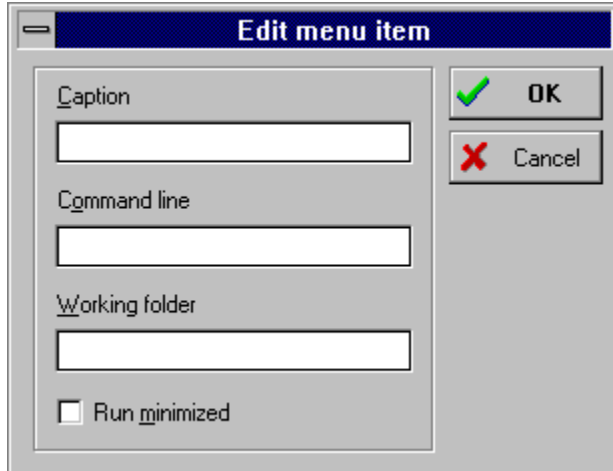 Edit menu item
Caption
OK
Cancel
Command line
Working folder
Run minimized